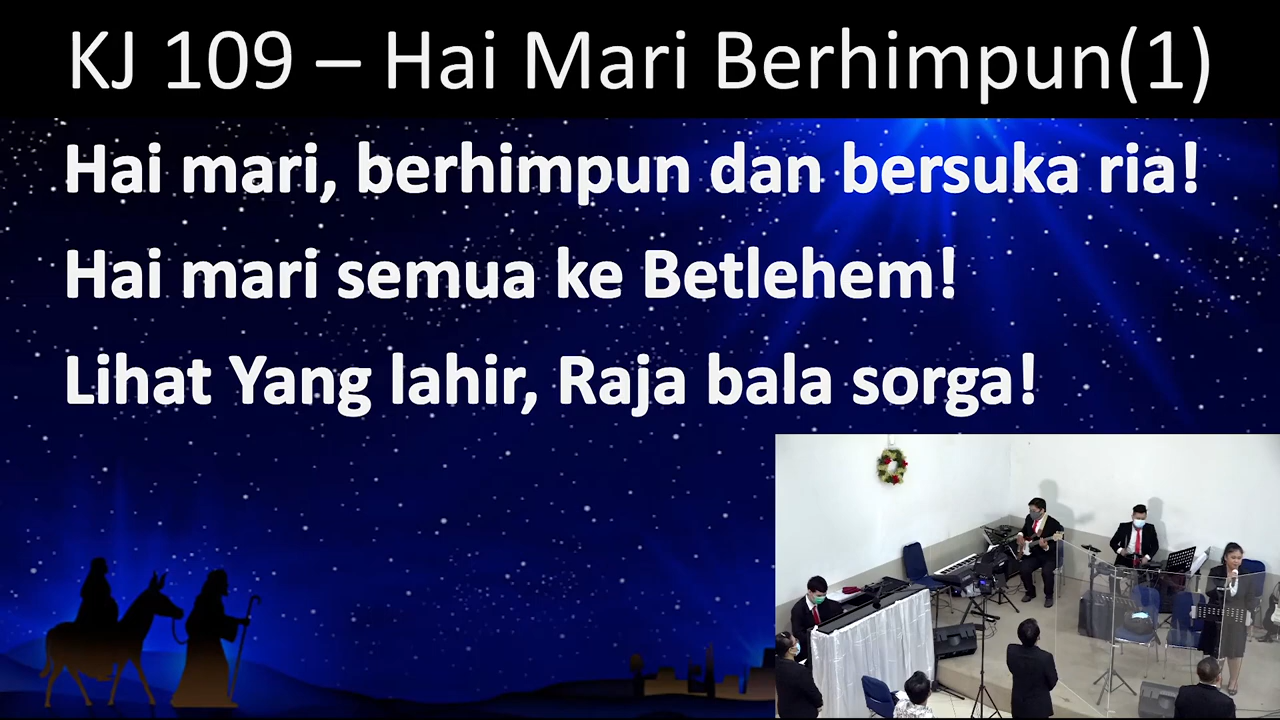 KJ 109 – Hai Mari Berhimpun(1)
Hai mari, berhimpun dan bersuka ria!
Hai mari semua ke Betlehem!
Lihat Yang lahir, Raja bala sorga!